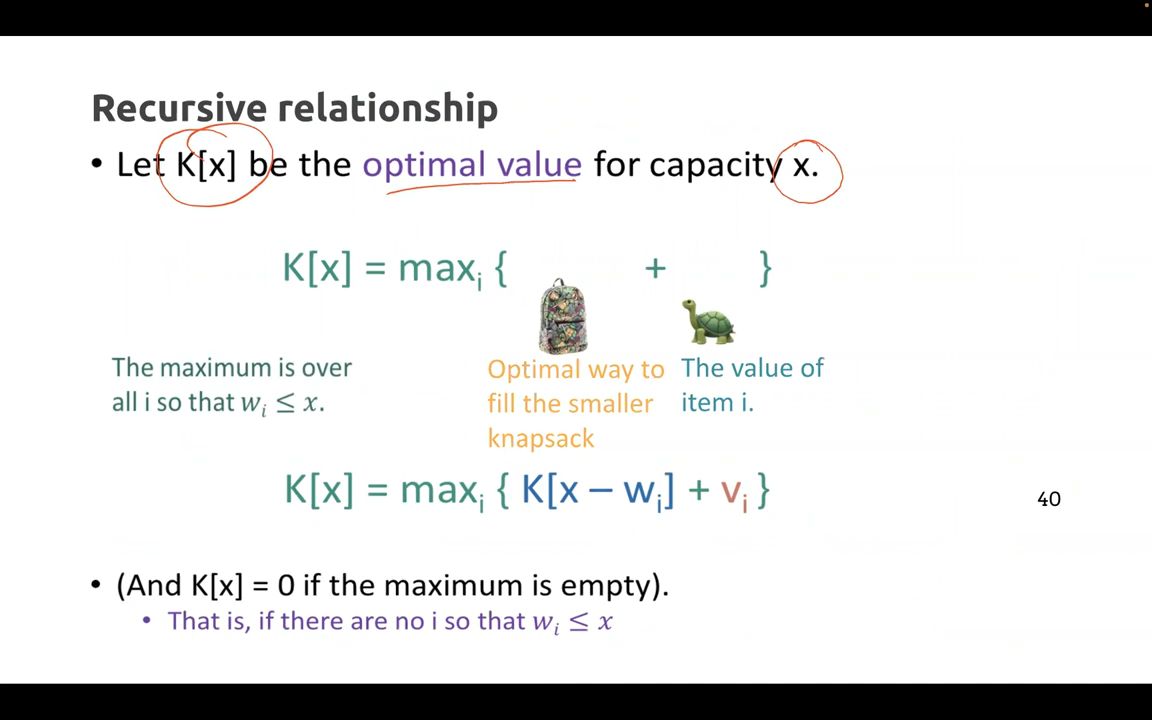 Recursive relationship
• Let K[x] be the optimal value for capacity x.
K[x] = maxᵢ { + }
The maximum is over
all i so that wᵢ ≤ x.
Optimal way to
fill the smaller
knapsack
The value of
item i.
K[x] = maxᵢ { K[x – wᵢ] + vᵢ }
40
• (And K[x] = 0 if the maximum is empty).
• That is, if there are no i so that wᵢ ≤ x